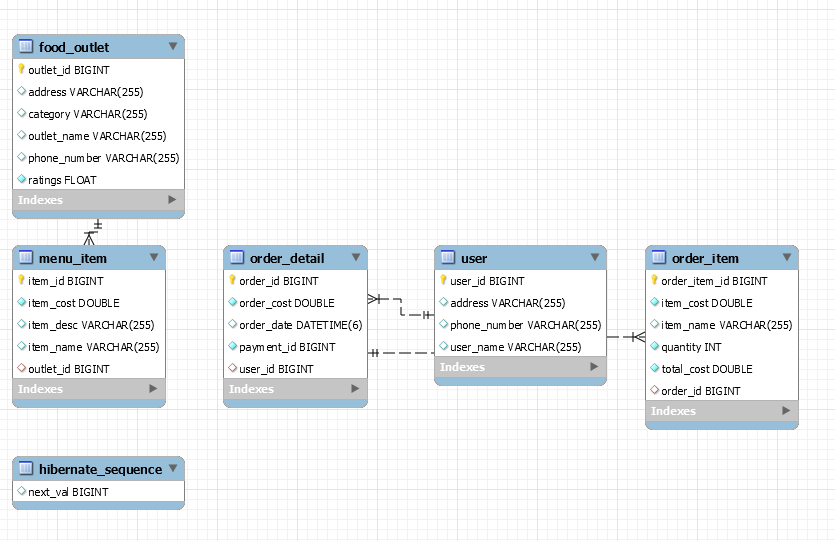 food_outlet
outlet_id BIGINT
address VARCHAR(255)
category VARCHAR(255)
outlet_name VARCHAR(255)
phone_number VARCHAR(255)
ratings FLOAT
Indexes
menu_item
item_id BIGINT
item_cost DOUBLE
item_desc VARCHAR(255)
item_name VARCHAR(255)
outlet_id BIGINT
Indexes
order_detail
order_id BIGINT
order_cost DOUBLE
order_date DATETIME(6)
payment_id BIGINT
user_id BIGINT
Indexes
user
user_id BIGINT
address VARCHAR(255)
phone_number VARCHAR(255)
user_name VARCHAR(255)
Indexes
order_item
order_item_id BIGINT
item_cost DOUBLE
item_name VARCHAR(255)
quantity INT
total_cost DOUBLE
order_id BIGINT
Indexes
hibernate_sequence
next_val BIGINT